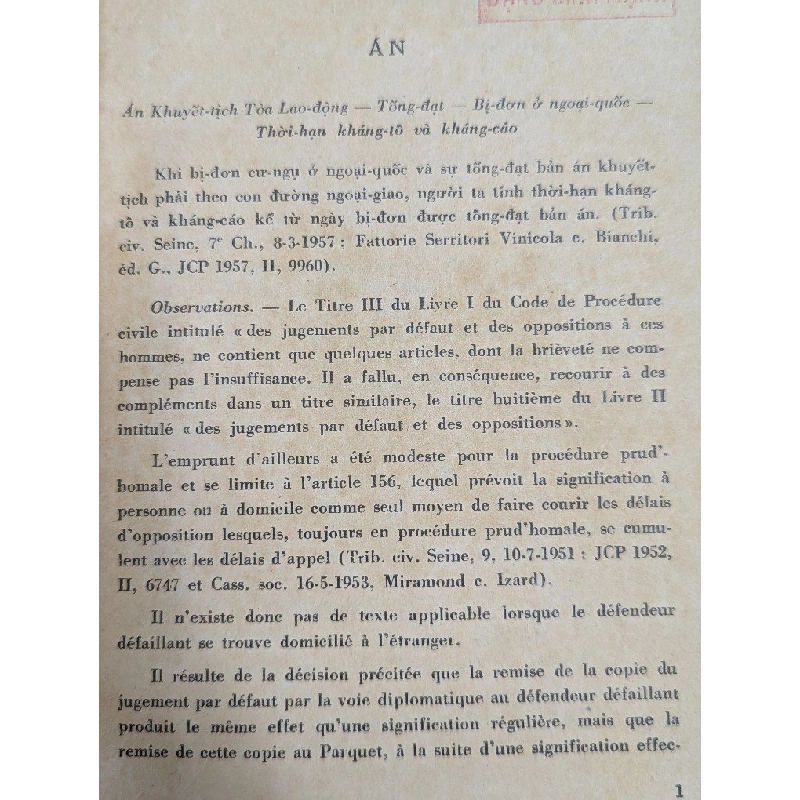 ÁN
Án Khuyết-tịch Tòa Lao-động — Tống-đạt — Bị-đơn ở ngoại-quốc —
Thời-hạn kháng-tố và kháng-cáo
Khi bị-đơn cư-ngụ ở ngoại-quốc và sự tống-đạt bản án khuyết-
tịch phải theo con đường ngoại-giao, người ta tính thời-hạn kháng-
tố và kháng-cáo kể từ ngày bị-đơn được tống-đạt bản án. (Trib.
civ. Seine, 7e Ch., 8-3-1957 : Fattorie Serritori Vinicola c. Bianchi,
éd. G., JCP 1957, II, 9960).
Observations. — Le Titre III du Livre I du Code de Procédure
civile intitulé « des jugements par défaut et des oppositions à ces
hommes, ne contient que quelques articles, dont la brièveté ne com-
pense pas l'insuffisance. Il a fallu, en conséquence, recourir à des
compléments dans un titre similaire, le titre huitième du Livre II
intitulé « des jugements par défaut et des oppositions ».
L'emprunt d'ailleurs a été modeste pour la procédure prud'-
homale et se limite à l'article 156, lequel prévoit la signification à
personne ou à domicile comme seul moyen de faire courir les délais
d'opposition lesquels, toujours en procédure prud'homale, se cumu-
lent avec les délais d'appel (Trib. civ. Seine, 9, 10-7-1951 : JCP 1952,
II, 6747 et Cass. soc. 16-5-1953, Miramond c. Izard).
Il n'existe donc pas de texte applicable lorsque le défendeur
défaillant se trouve domicilié à l'étranger.
Il résulte de la décision précitée que la remise de la copie du
jugement par défaut par la voie diplomatique au défendeur défaillant
produit le même effet qu'une signification régulière, mais que la
remise de cette copie au Parquet, à la suite d'une signification effec-
1